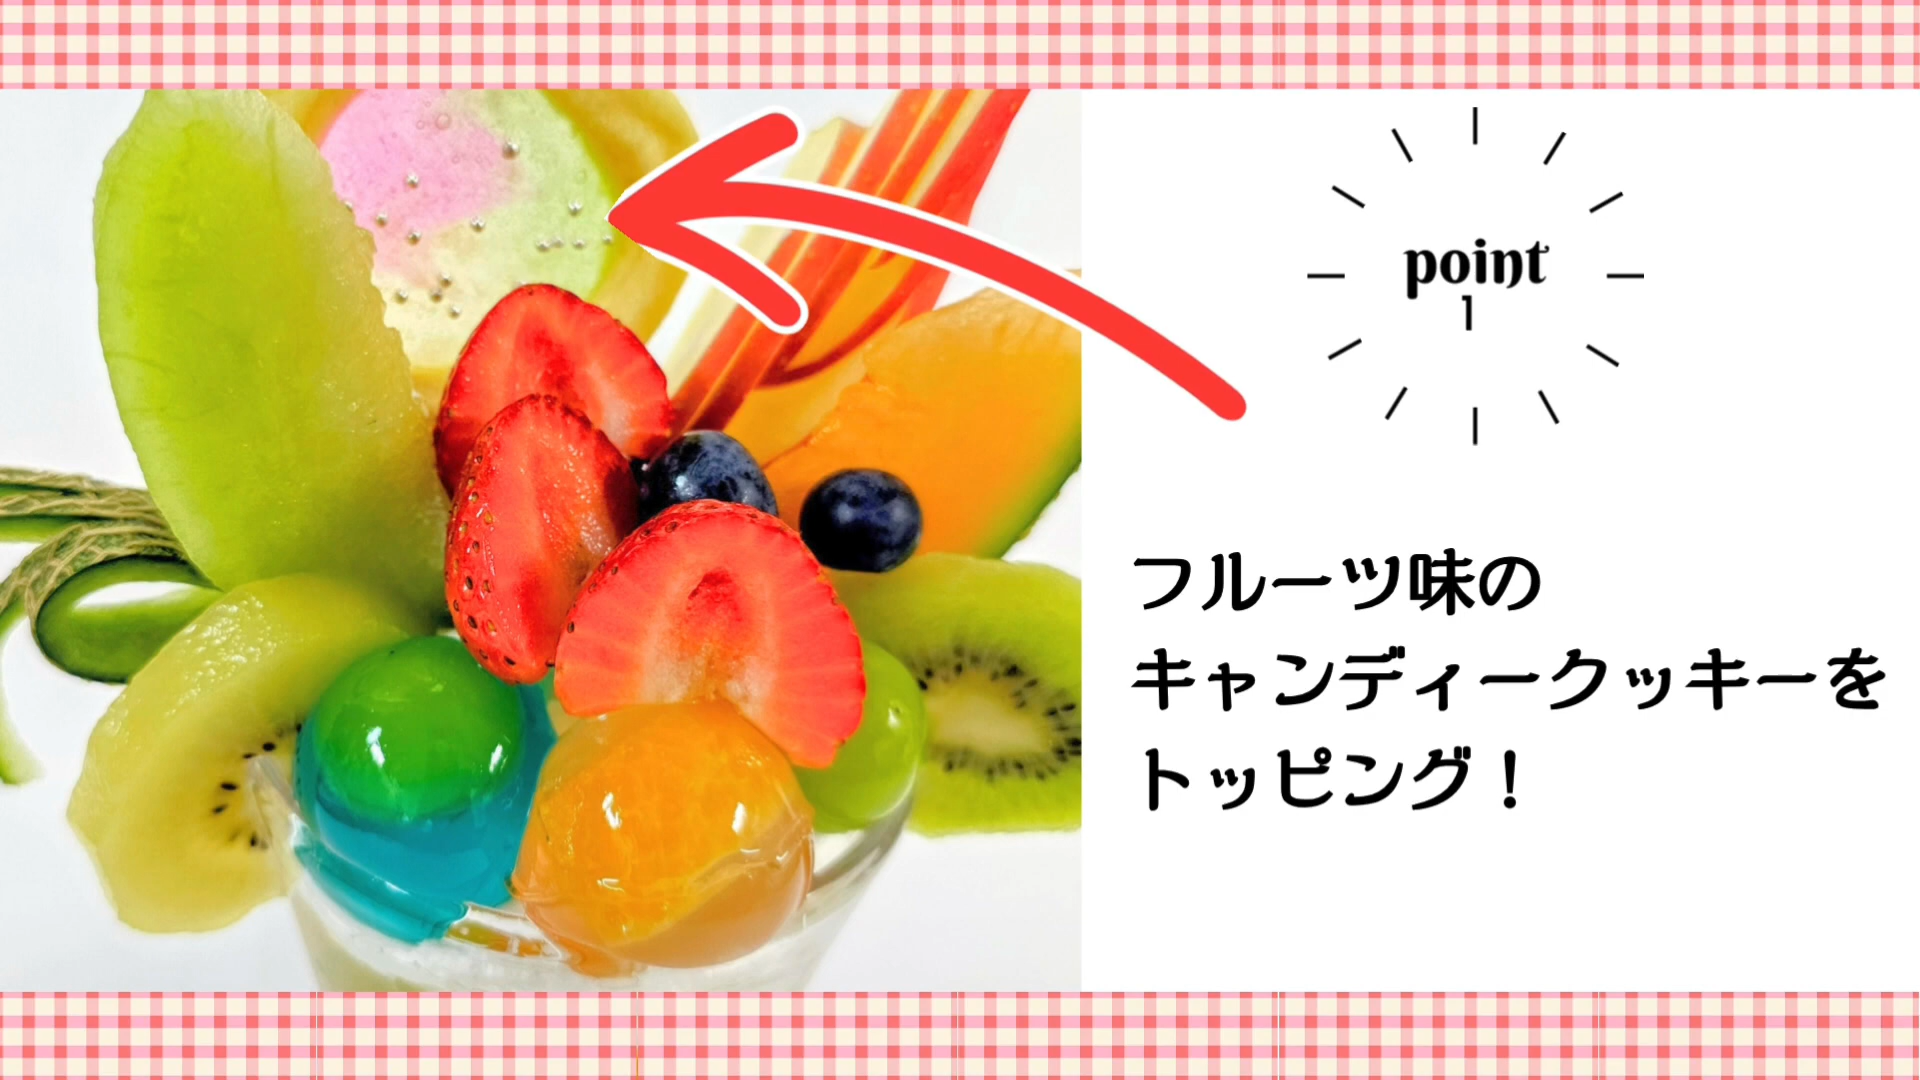 point
1
フルーツ味の
キャンディークッキーを
トッピング！